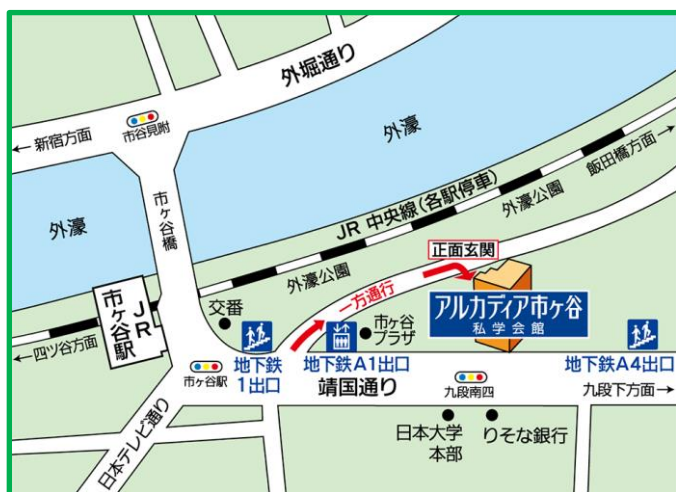 外堀通り
←新宿方面
市谷見附
外濠
飯田橋方面→
外濠
市ヶ谷橋
JR 中央線(各駅停車)
外濠公園
正面玄関
外濠公園
JR
市ヶ谷駅
交番
一方通行
アルカディア市ヶ谷
私学会館
市ヶ谷
プラザ
←四ツ谷方面
地下鉄
1出口
地下鉄A1出口
地下鉄A4出口
市ヶ谷駅
靖国通り
九段南四
九段下方面→
日本テレビ通り
日本大学
本部
りそな銀行